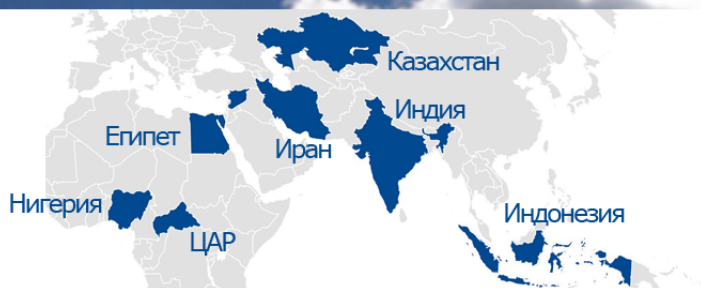 Казахстан
Индия
Египет
Иран
Нигерия
ЦАР
Индонезия